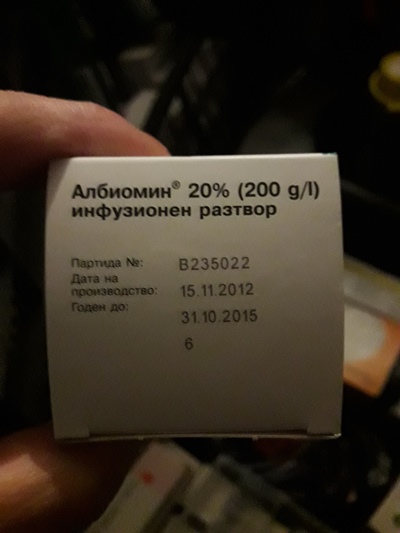 Албиомин® 20% (200 g/l)
инфузионен разтвор
Партида №: B235022
Дата на
производство: 15.11.2012
Годен до: 31.10.2015
6